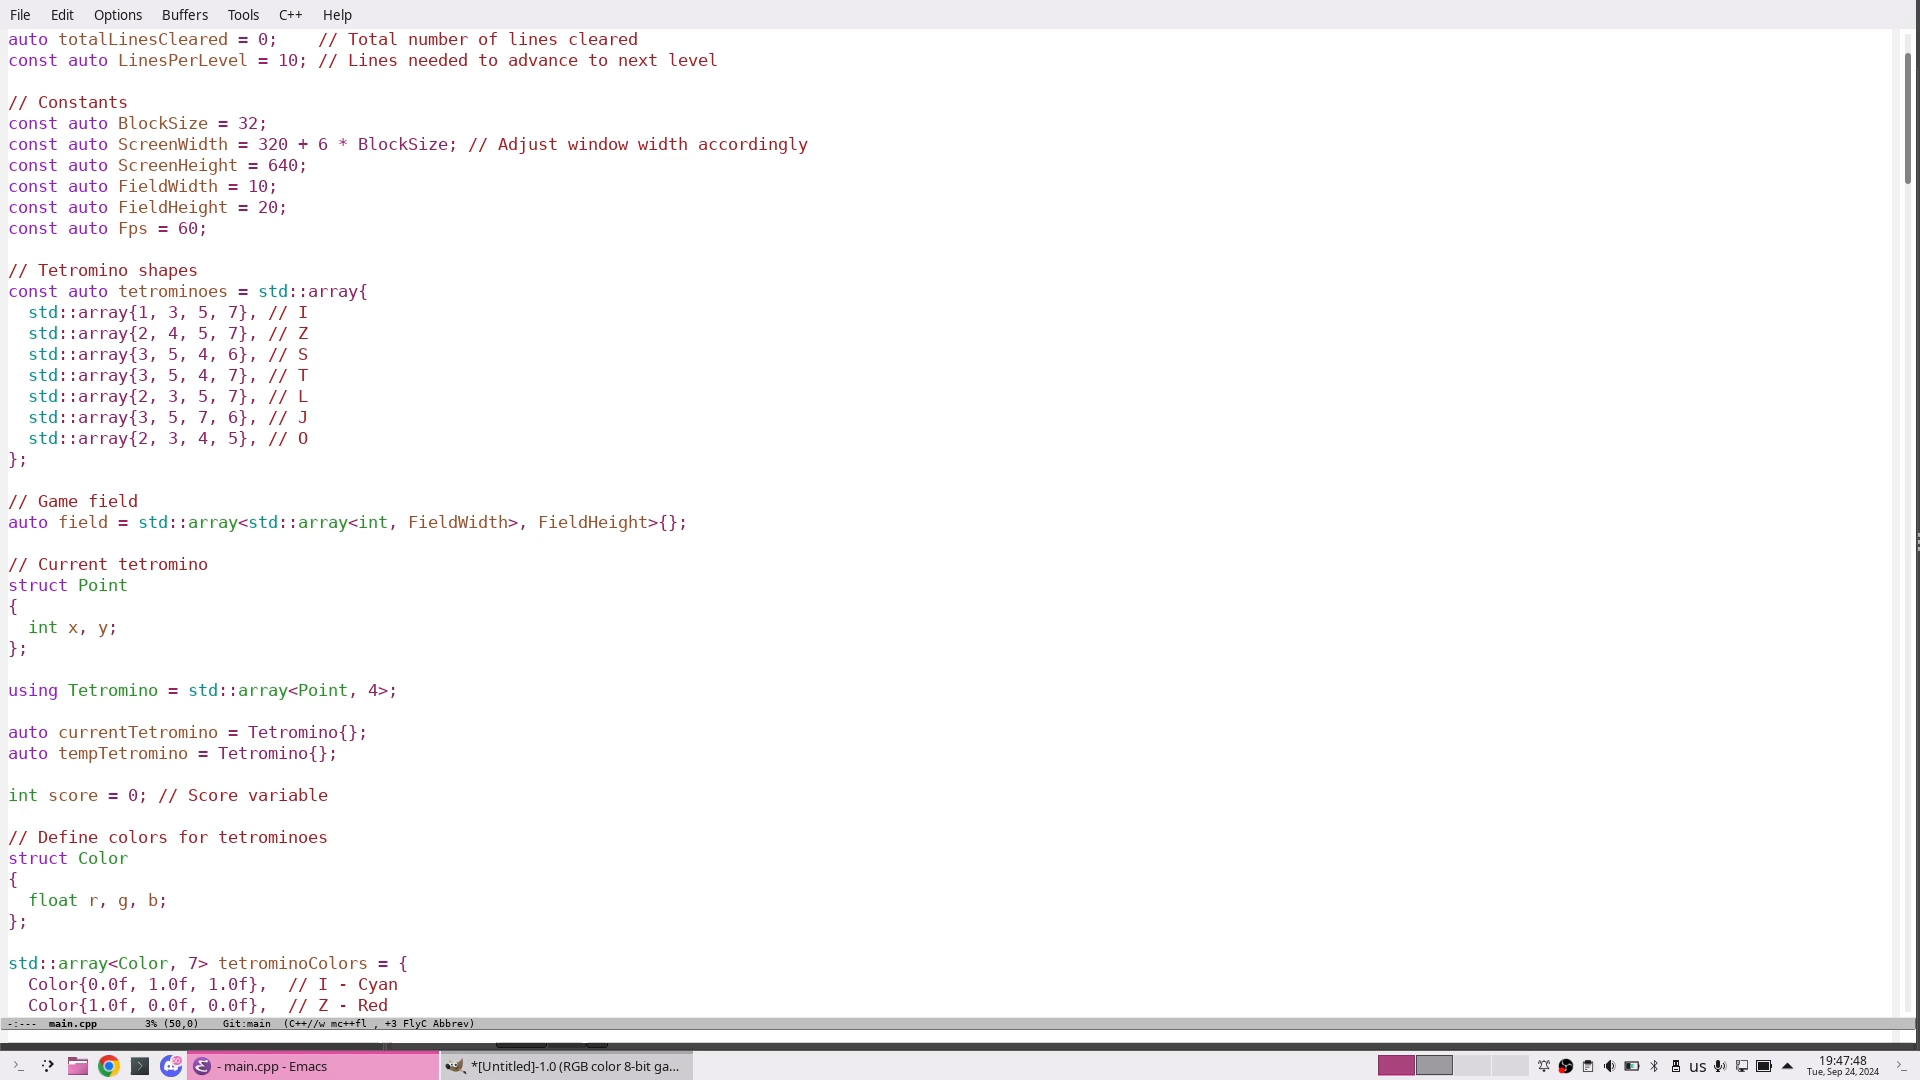 File Edit Options Buffers Tools C++ Help
auto totalLinesCleared = 0;    // Total number of lines cleared
const auto LinesPerLevel = 10; // Lines needed to advance to next level
// Constants
const auto BlockSize = 32;
const auto ScreenWidth = 320 + 6 * BlockSize; // Adjust window width accordingly
const auto ScreenHeight = 640;
const auto FieldWidth = 10;
const auto FieldHeight = 20;
const auto Fps = 60;
// Tetromino shapes
const auto tetrominoes = std::array{
  std::array{1, 3, 5, 7}, // I
  std::array{2, 4, 5, 7}, // Z
  std::array{3, 5, 4, 6}, // S
  std::array{3, 5, 4, 7}, // T
  std::array{2, 3, 5, 7}, // L
  std::array{3, 5, 7, 6}, // J
  std::array{2, 3, 4, 5}, // O
};
// Game field
auto field = std::array<std::array<int, FieldWidth>, FieldHeight>{};
// Current tetromino
struct Point
{
  int x, y;
};
using Tetromino = std::array<Point, 4>;
auto currentTetromino = Tetromino{};
auto tempTetromino = Tetromino{};
int score = 0; // Score variable
// Define colors for tetrominoes
struct Color
{
  float r, g, b;
};
std::array<Color, 7> tetrominoColors = {
  Color{0.0f, 1.0f, 1.0f},  // I - Cyan
  Color{1.0f, 0.0f, 0.0f},  // Z - Red
-:---  main.cpp       3% (50,0)    Git:main  (C++//w mc++fl , +3 FlyC Abbrev)
- main.cpp - Emacs
*[Untitled]-1.0 (RGB color 8-bit ga...
us
19:47:48
Tue, Sep 24, 2024